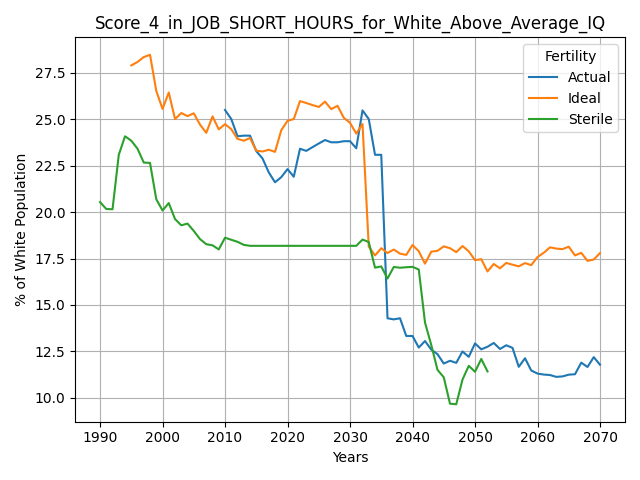 Score_4_in_JOB_SHORT_HOURS_for_White_Above_Average_IQ
Fertility
Actual
Ideal
Sterile
% of White Population
27.5
25.0
22.5
20.0
17.5
15.0
12.5
10.0
1990 2000 2010 2020 2030 2040 2050 2060 2070
Years